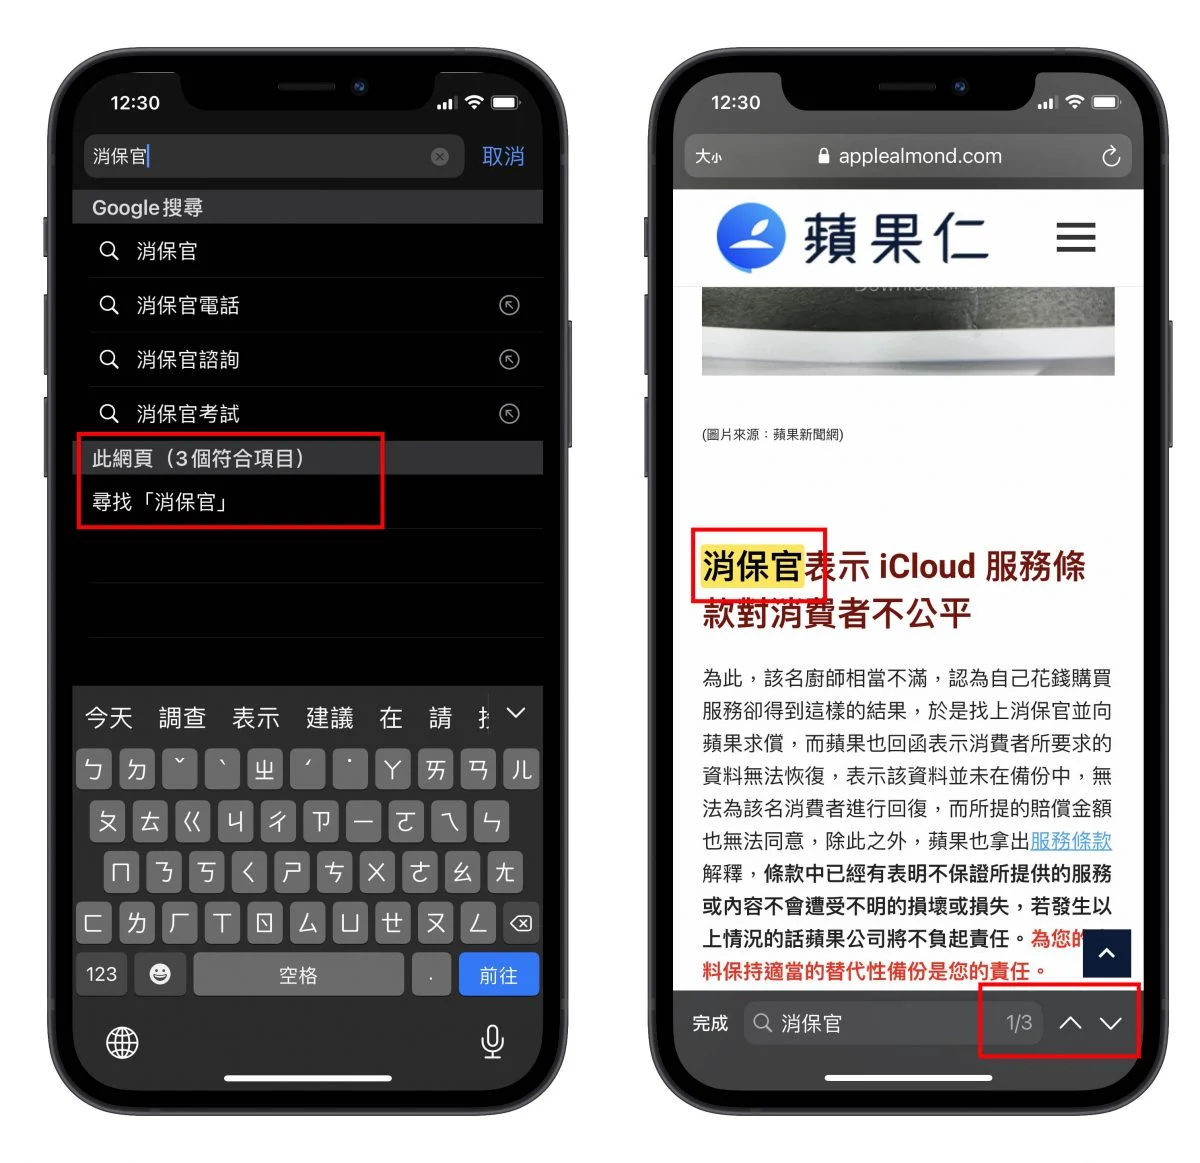 12:30
消保官
取消
Google 搜尋
消保官
消保官電話
消保官諮詢
消保官考試
此網頁（3 個符合項目）
尋找「消保官」
今天 調查 表示 建議 在 請
ㄅ ㄉ ˇ ˋ ㄓ ˊ ˙ ㄚ ㄞ ㄢ ㄦ
ㄆ ㄊ ㄍ ㄐ ㄔ ㄗ ㄧ ㄛ ㄟ ㄣ
ㄇ ㄋ ㄎ ㄑ ㄕ ㄘ ㄨ ㄜ ㄠ ㄤ
ㄈ ㄌ ㄏ ㄒ ㄖ ㄙ ㄩ ㄝ ㄡ ㄥ
123 空格 . 前往
12:30
大小 applealmond.com
蘋果仁
(圖片來源：蘋果新聞網)
消保官表示 iCloud 服務條
款對消費者不公平
為此，該名廚師相當不滿，認為自己花錢購買
服務卻得到這樣的結果，於是找上消保官並向
蘋果求償，而蘋果也回函表示消費者所要求的
資料無法恢復，表示該資料並未在備份中，無
法為該名消費者進行回復，而所提的賠償金額
也無法同意，除此之外，蘋果也拿出服務條款
解釋，條款中已經有表明不保證所提供的服務
或內容不會遭受不明的損壞或損失，若發生以
上情況的話蘋果公司將不負起責任。為您的
料保持適當的替代性備份是您的責任。
完成 消保官 1/3